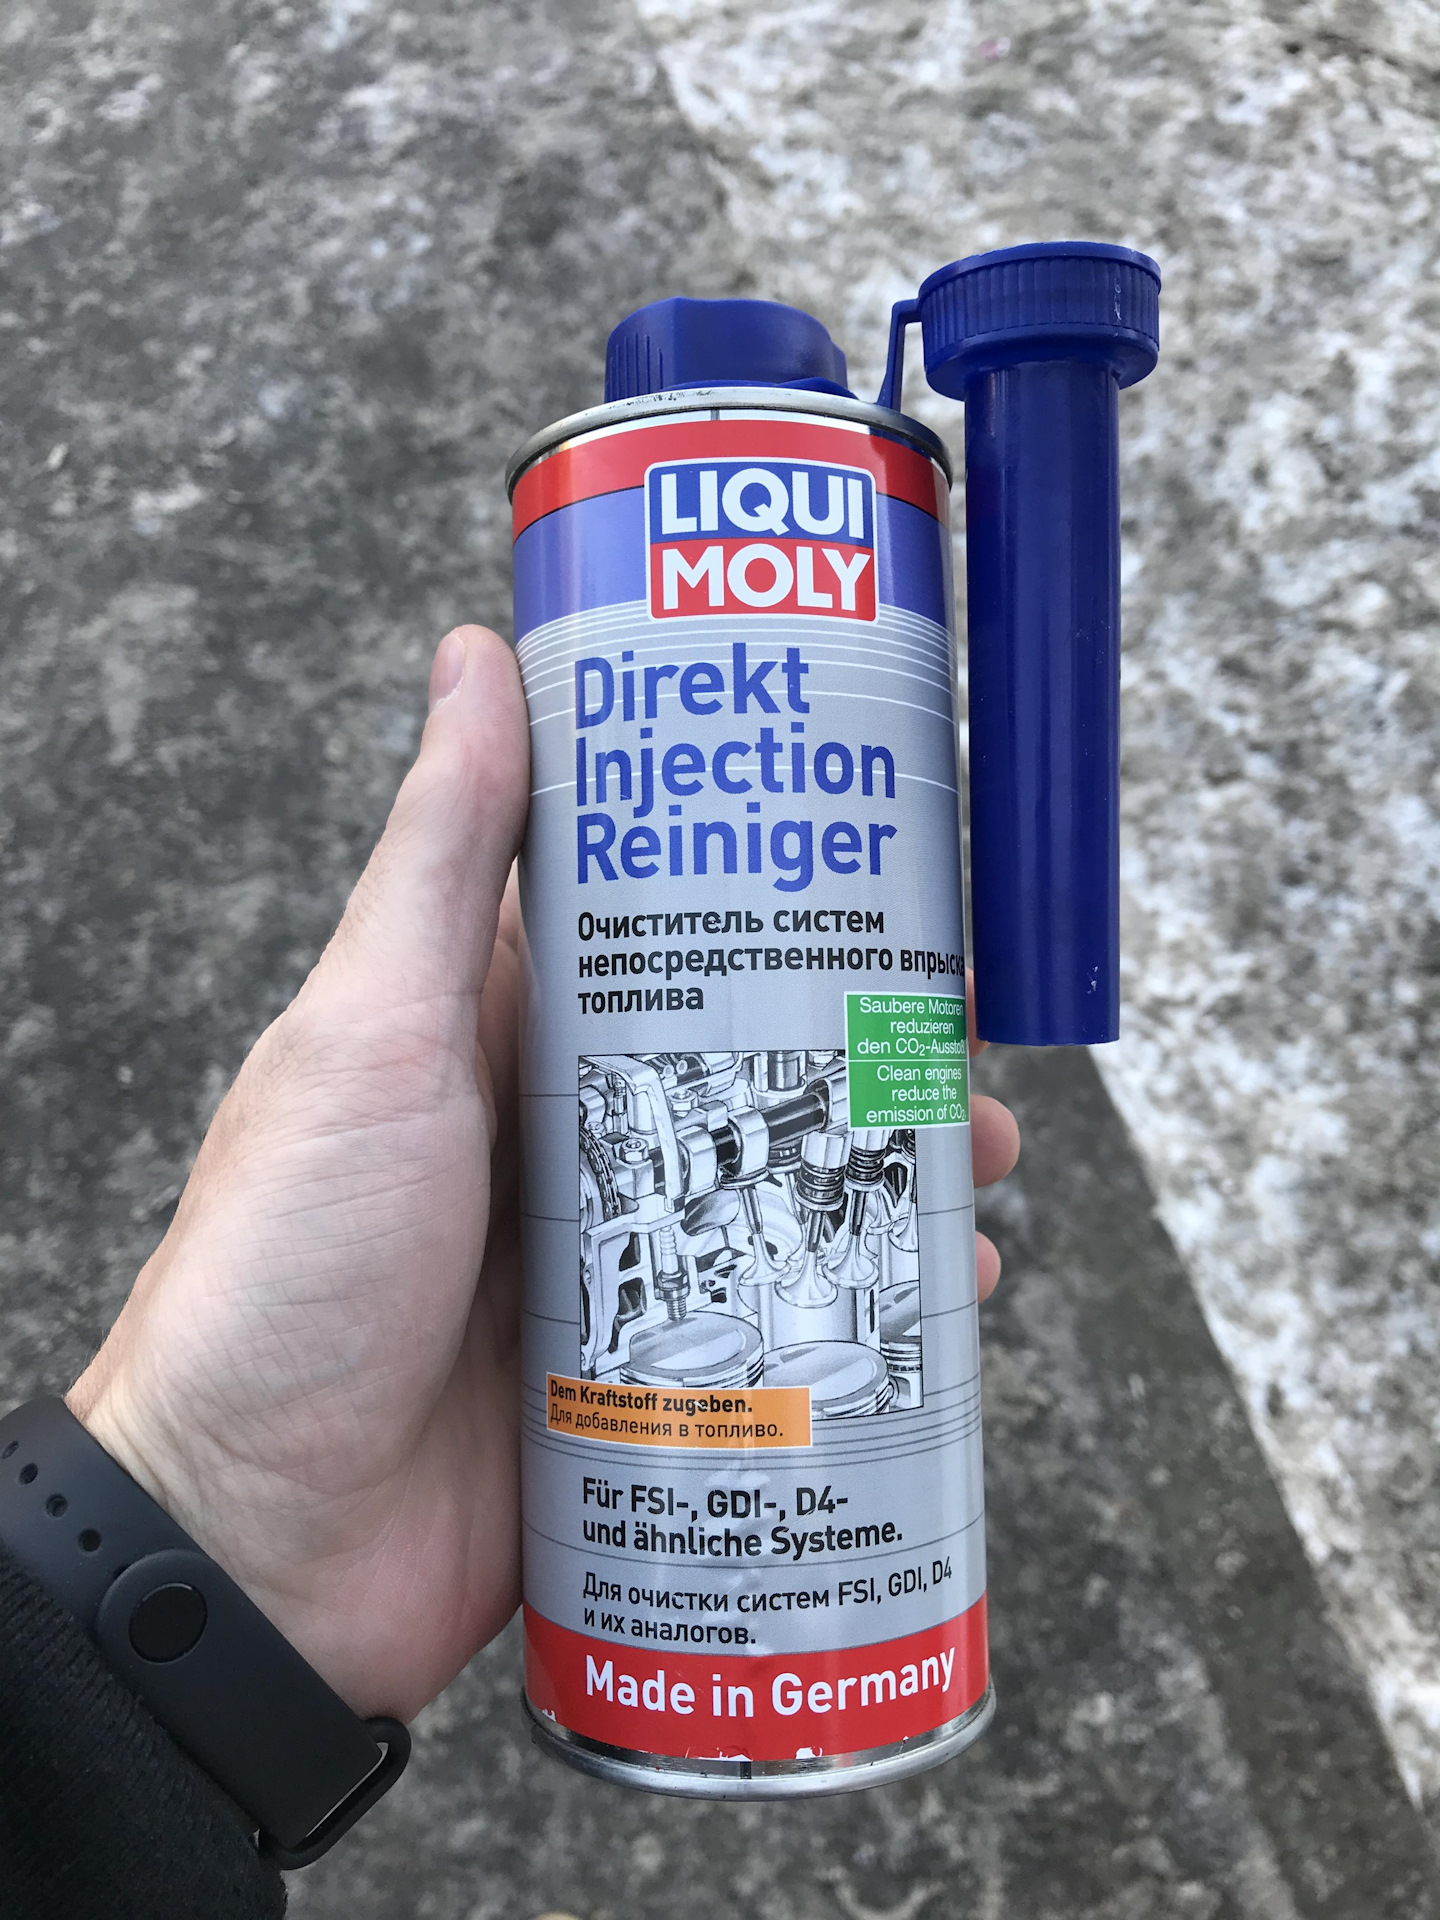 LIQUI
MOLY
Direkt
Injection
Reiniger
Очиститель систем
непосредственного впрыска
топлива
Saubere Motoren
reduzieren
den CO₂-Ausstoß
Clean engines
reduce the
emission of CO₂.
Dem Kraftstoff zugeben.
Для добавления в топливо.
Für FSI-, GDI-, D4-
und ähnliche Systeme.
Для очистки систем FSI, GDI, D4
и их аналогов.
Made in Germany